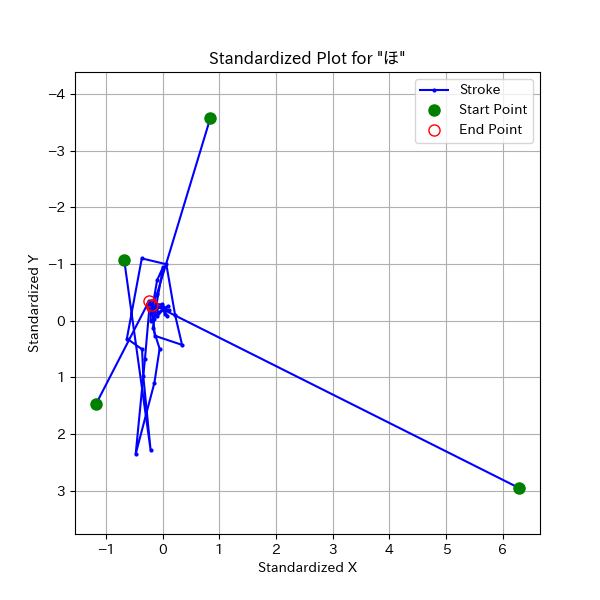 Standardized Plot for "ほ"
Stroke
Start Point
End Point
Standardized Y
−4
−3
−2
−1
0
1
2
3
−1 0 1 2 3 4 5 6
Standardized X